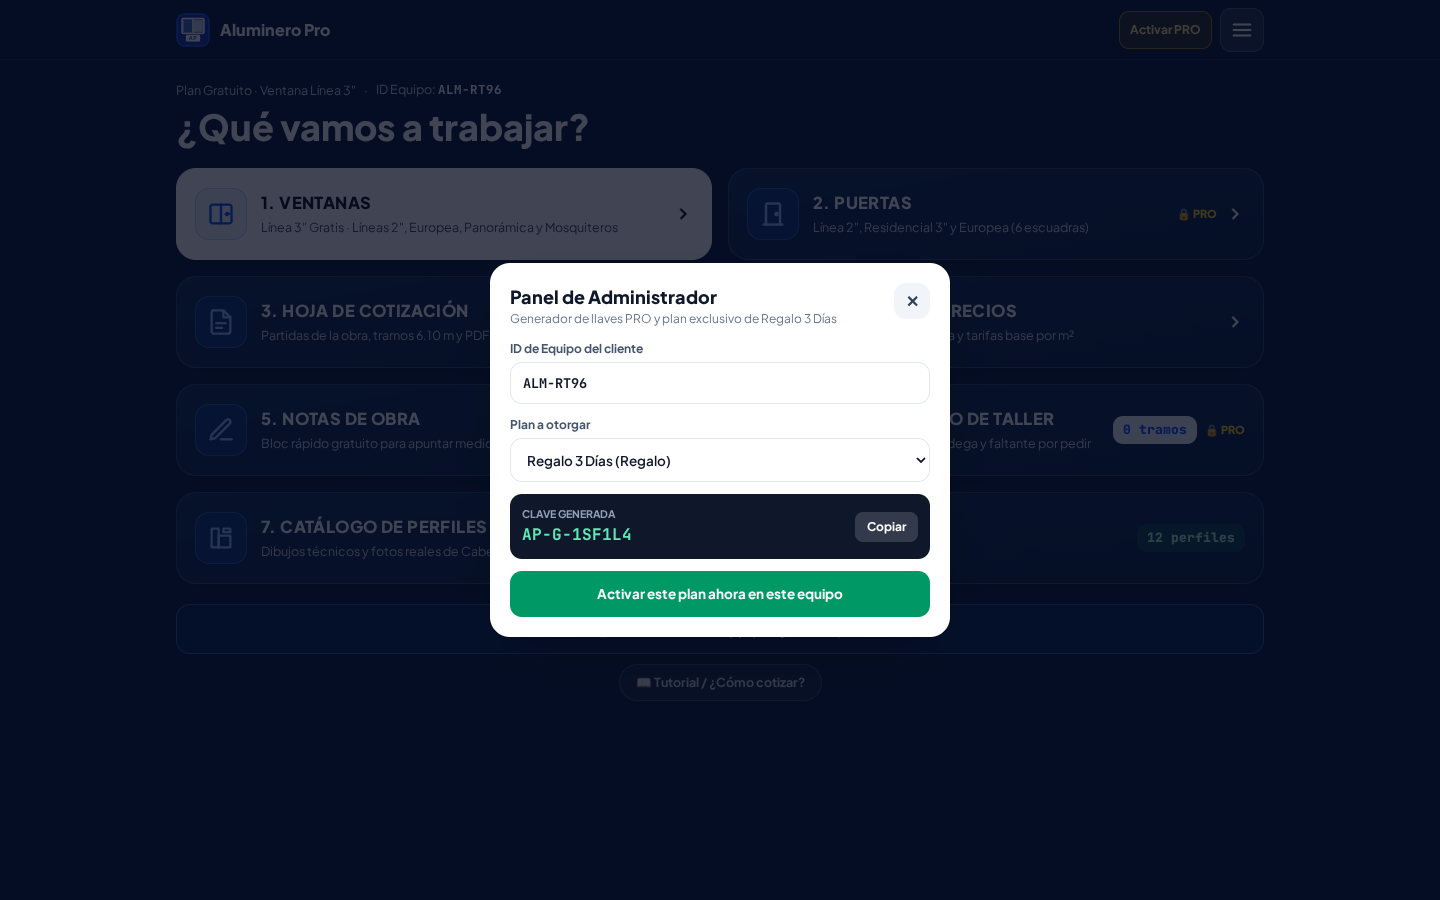 Aluminero Pro
Activar PRO
Plan Gratuito · Ventana Línea 3" · ID Equipo: ALM-RT96
¿Qué vamos a trabajar?
1. VENTANAS
Línea 3" Gratis · Líneas 2", Europea, Panorámica y Mosquiteros
2. PUERTAS
Línea 2", Residencial 3" y Europea (6 escuadras)
🔒 PRO
3. HOJA DE COTIZACIÓN
Partidas de la obra, tramos 6.10 m y PDF
RECIOS
a y tarifas base por m²
5. NOTAS DE OBRA
Bloc rápido gratuito para apuntar medic
O DE TALLER
dega y faltante por pedir
0 tramos
🔒 PRO
7. CATÁLOGO DE PERFILES
Dibujos técnicos y fotos reales de Cabe
12 perfiles
📖 Tutorial / ¿Cómo cotizar?
Panel de Administrador
Generador de llaves PRO y plan exclusivo de Regalo 3 Días
✕
ID de Equipo del cliente
ALM-RT96
Plan a otorgar
Regalo 3 Días (Regalo)
CLAVE GENERADA
AP-G-1SF1L4
Copiar
Activar este plan ahora en este equipo